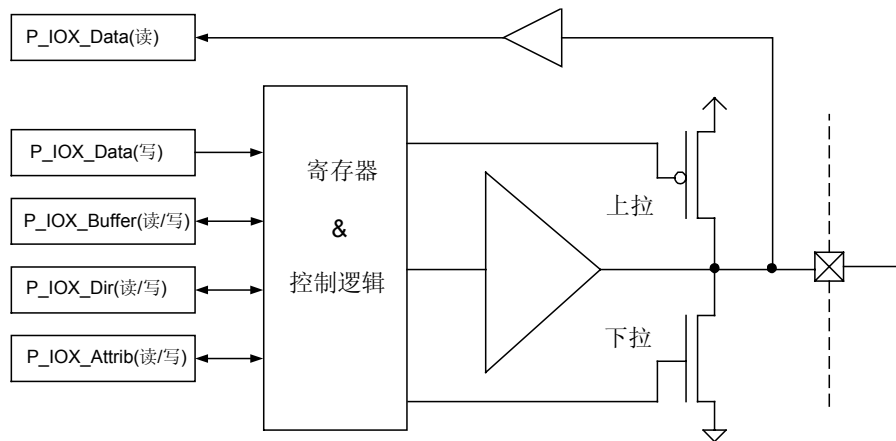 P_IOX_Data(读)
P_IOX_Data(写)
P_IOX_Buffer(读/写)
P_IOX_Dir(读/写)
P_IOX_Attrib(读/写)
寄存器
&
控制逻辑
上拉
下拉